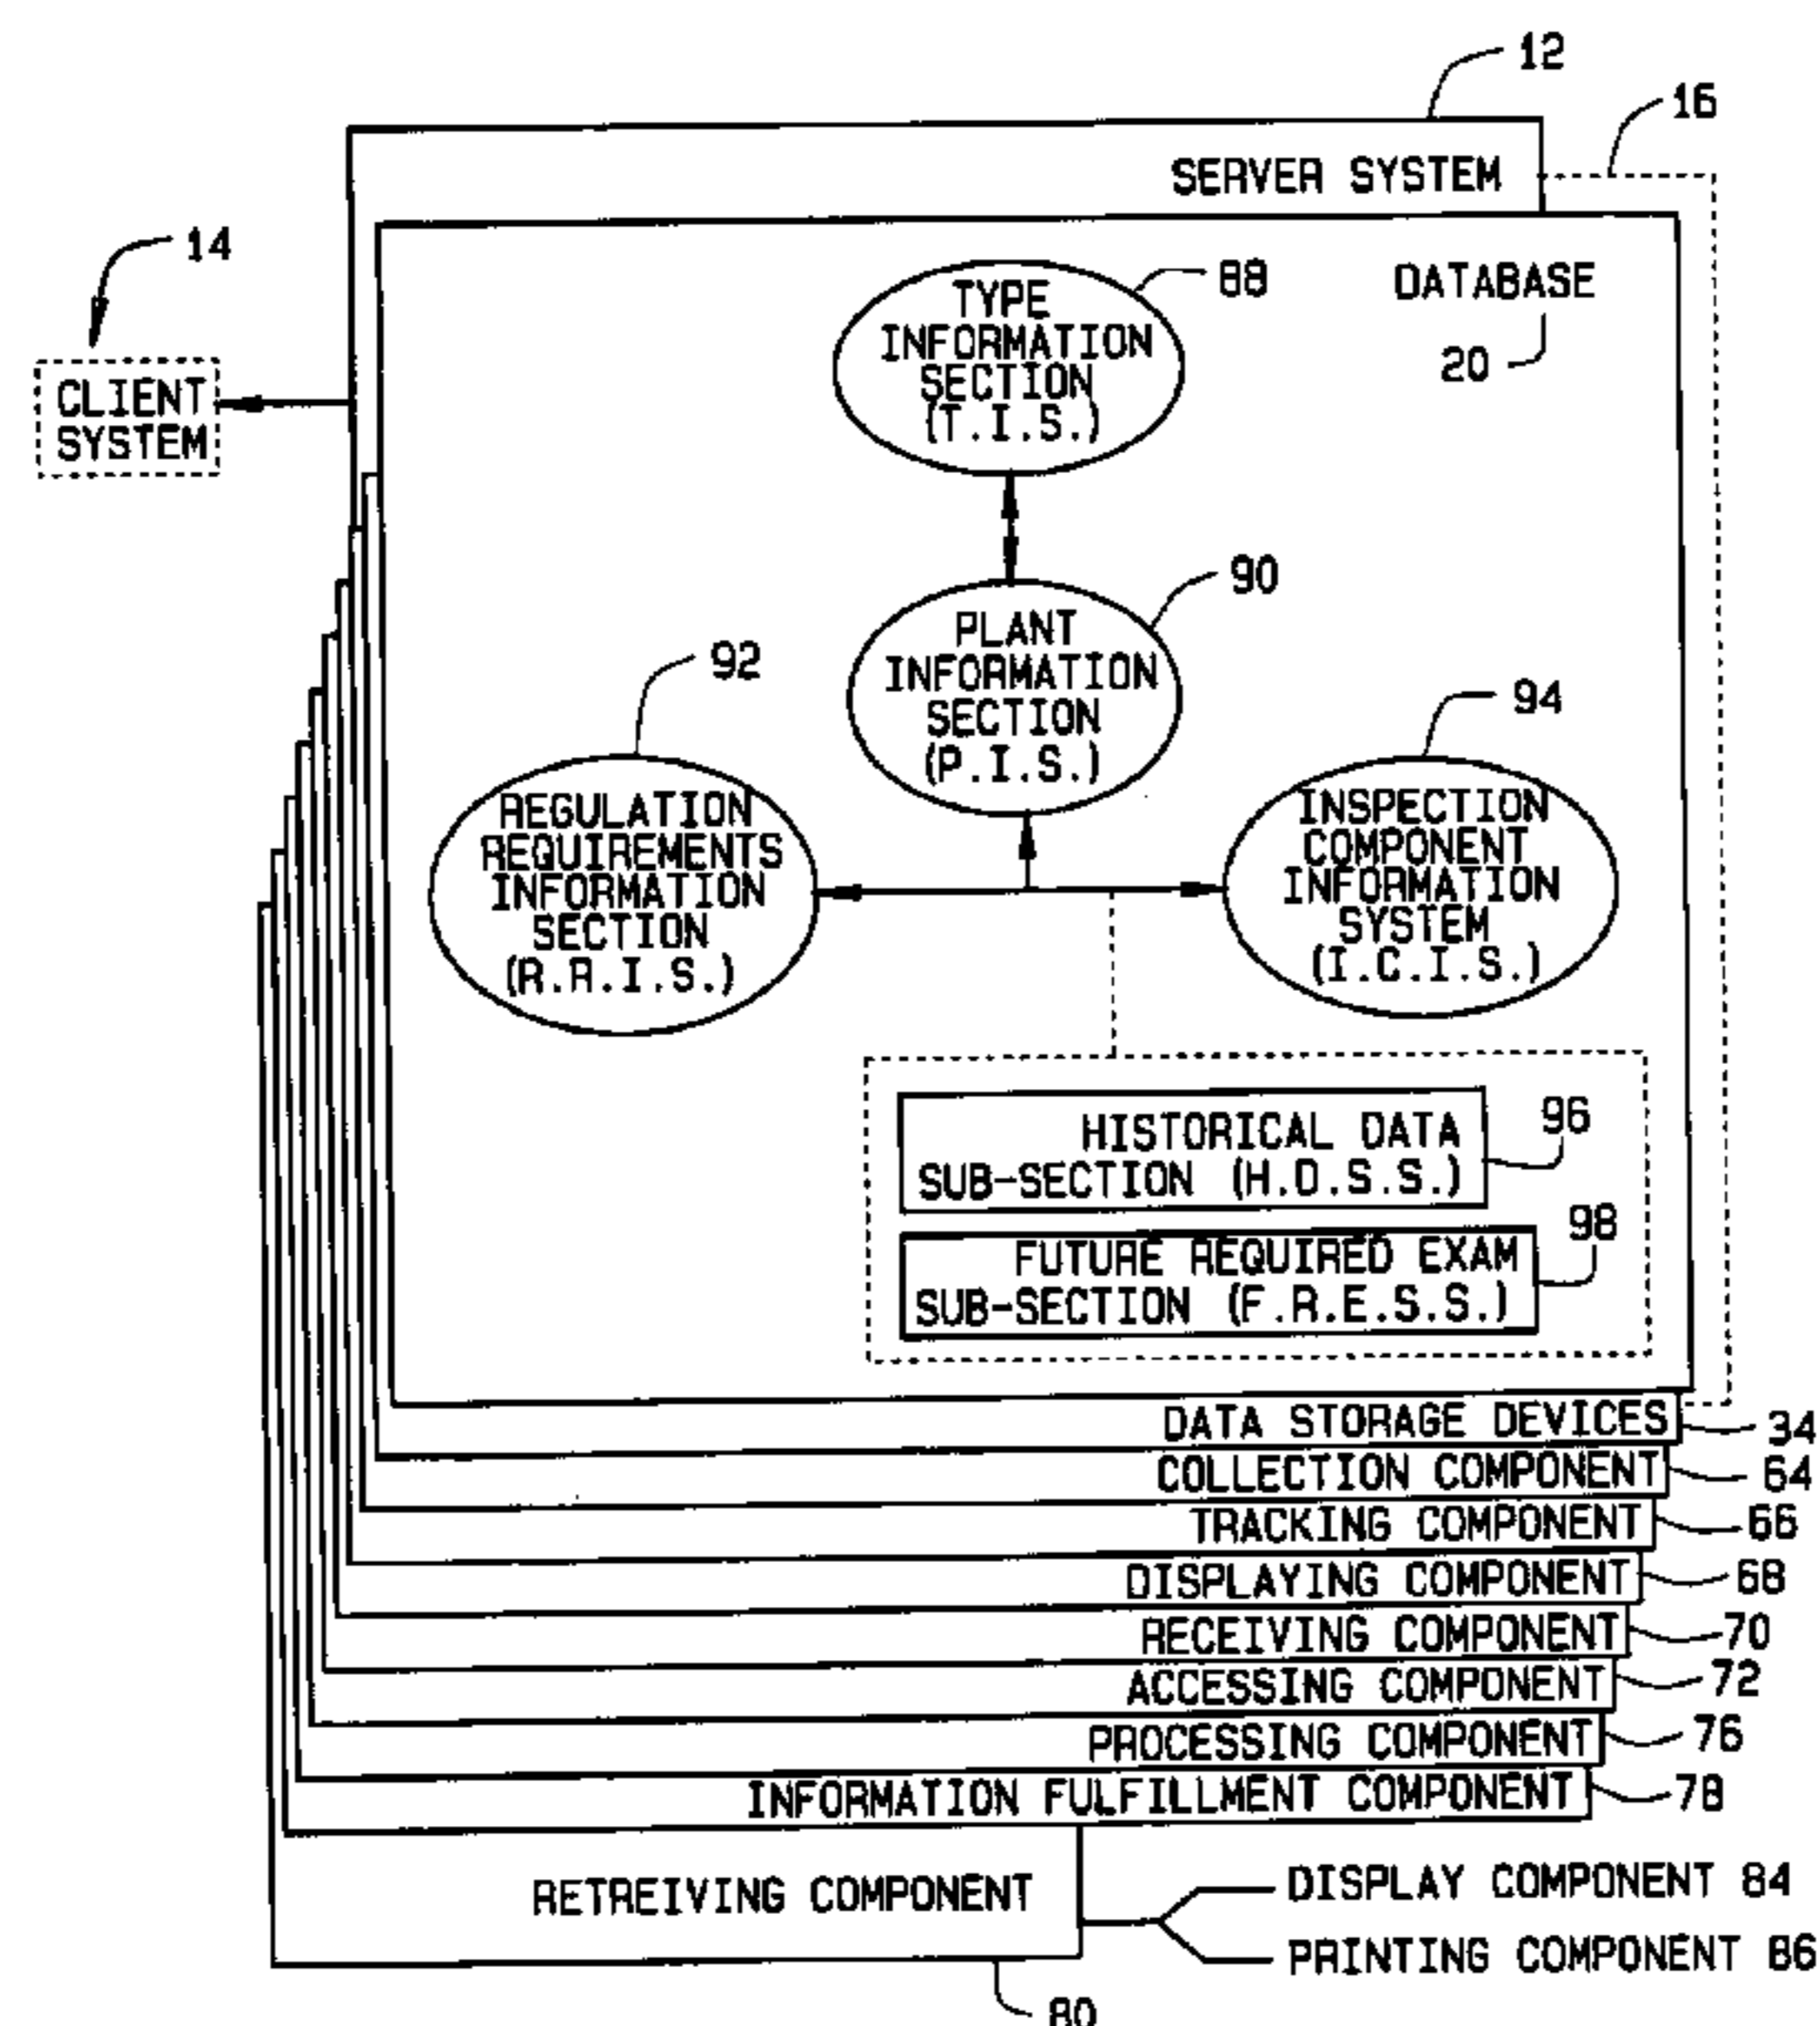 12
16
SERVER SYSTEM
14
88
DATABASE
20
TYPE
INFORMATION
SECTION
(T.I.S.)
CLIENT
SYSTEM
90
PLANT
INFORMATION
SECTION
(P.I.S.)
92
94
REGULATION
REQUIREMENTS
INFORMATION
SECTION
(R.R.I.S.)
INSPECTION
COMPONENT
INFORMATION
SYSTEM
(I.C.I.S.)
HISTORICAL DATA
SUB-SECTION (H.D.S.S.)
96
FUTURE REQUIRED EXAM
SUB-SECTION (F.R.E.S.S.)
98
DATA STORAGE DEVICES 34
COLLECTION COMPONENT 64
TRACKING COMPONENT 66
DISPLAYING COMPONENT 68
RECEIVING COMPONENT 70
ACCESSING COMPONENT 72
PROCESSING COMPONENT 76
INFORMATION FULFILLMENT COMPONENT 78
RETREIVING COMPONENT
DISPLAY COMPONENT 84
PRINTING COMPONENT 86
80